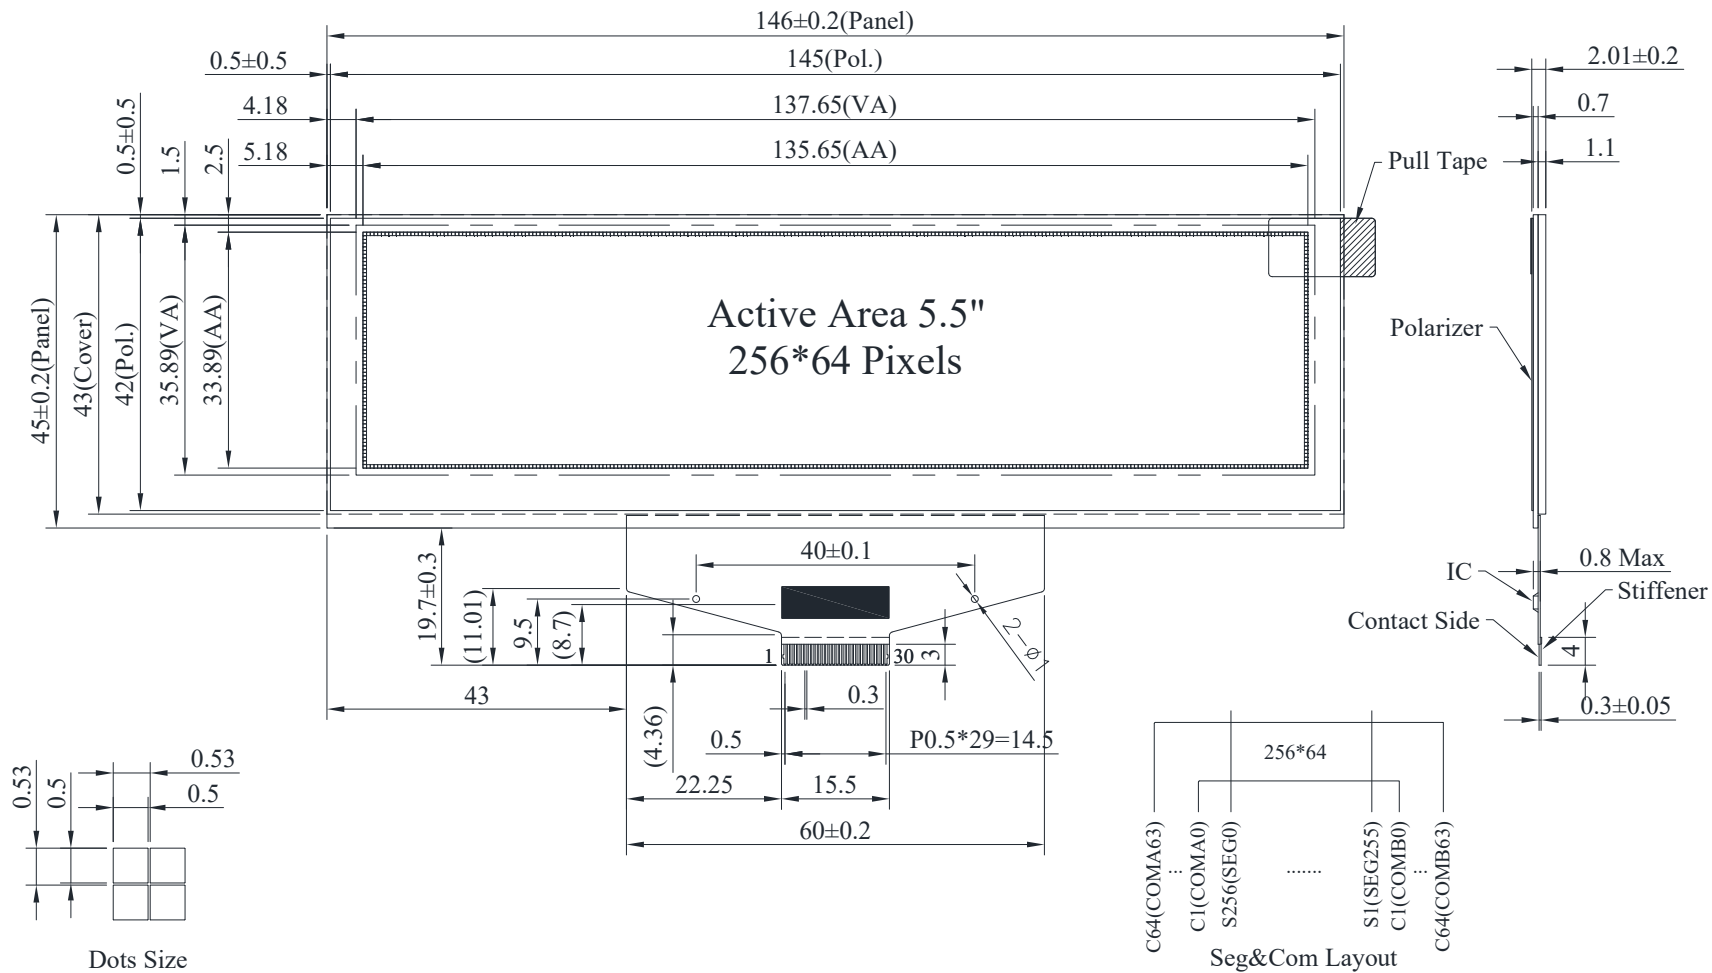 146±0.2(Panel)
0.5±0.5
145(Pol.)
4.18
137.65(VA)
5.18
135.65(AA)
0.5±0.5
1.5
2.5
2.01±0.2
0.7
1.1
Pull Tape
45±0.2(Panel)
43(Cover)
42(Pol.)
35.89(VA)
33.89(AA)
Active Area 5.5"
256*64 Pixels
Polarizer
40±0.1
19.7±0.3
(11.01)
9.5
(8.7)
(4.36)
1
30
3
2-ϕ1
0.8 Max
IC
Stiffener
Contact Side
4
0.3±0.05
43
0.3
0.5
P0.5*29=14.5
22.25
15.5
60±0.2
0.53
0.5
0.53
0.5
Dots Size
256*64
C64(COMA63)
...
C1(COMA0)
S256(SEG0)
.......
S1(SEG255)
C1(COMB0)
...
C64(COMB63)
Seg&Com Layout